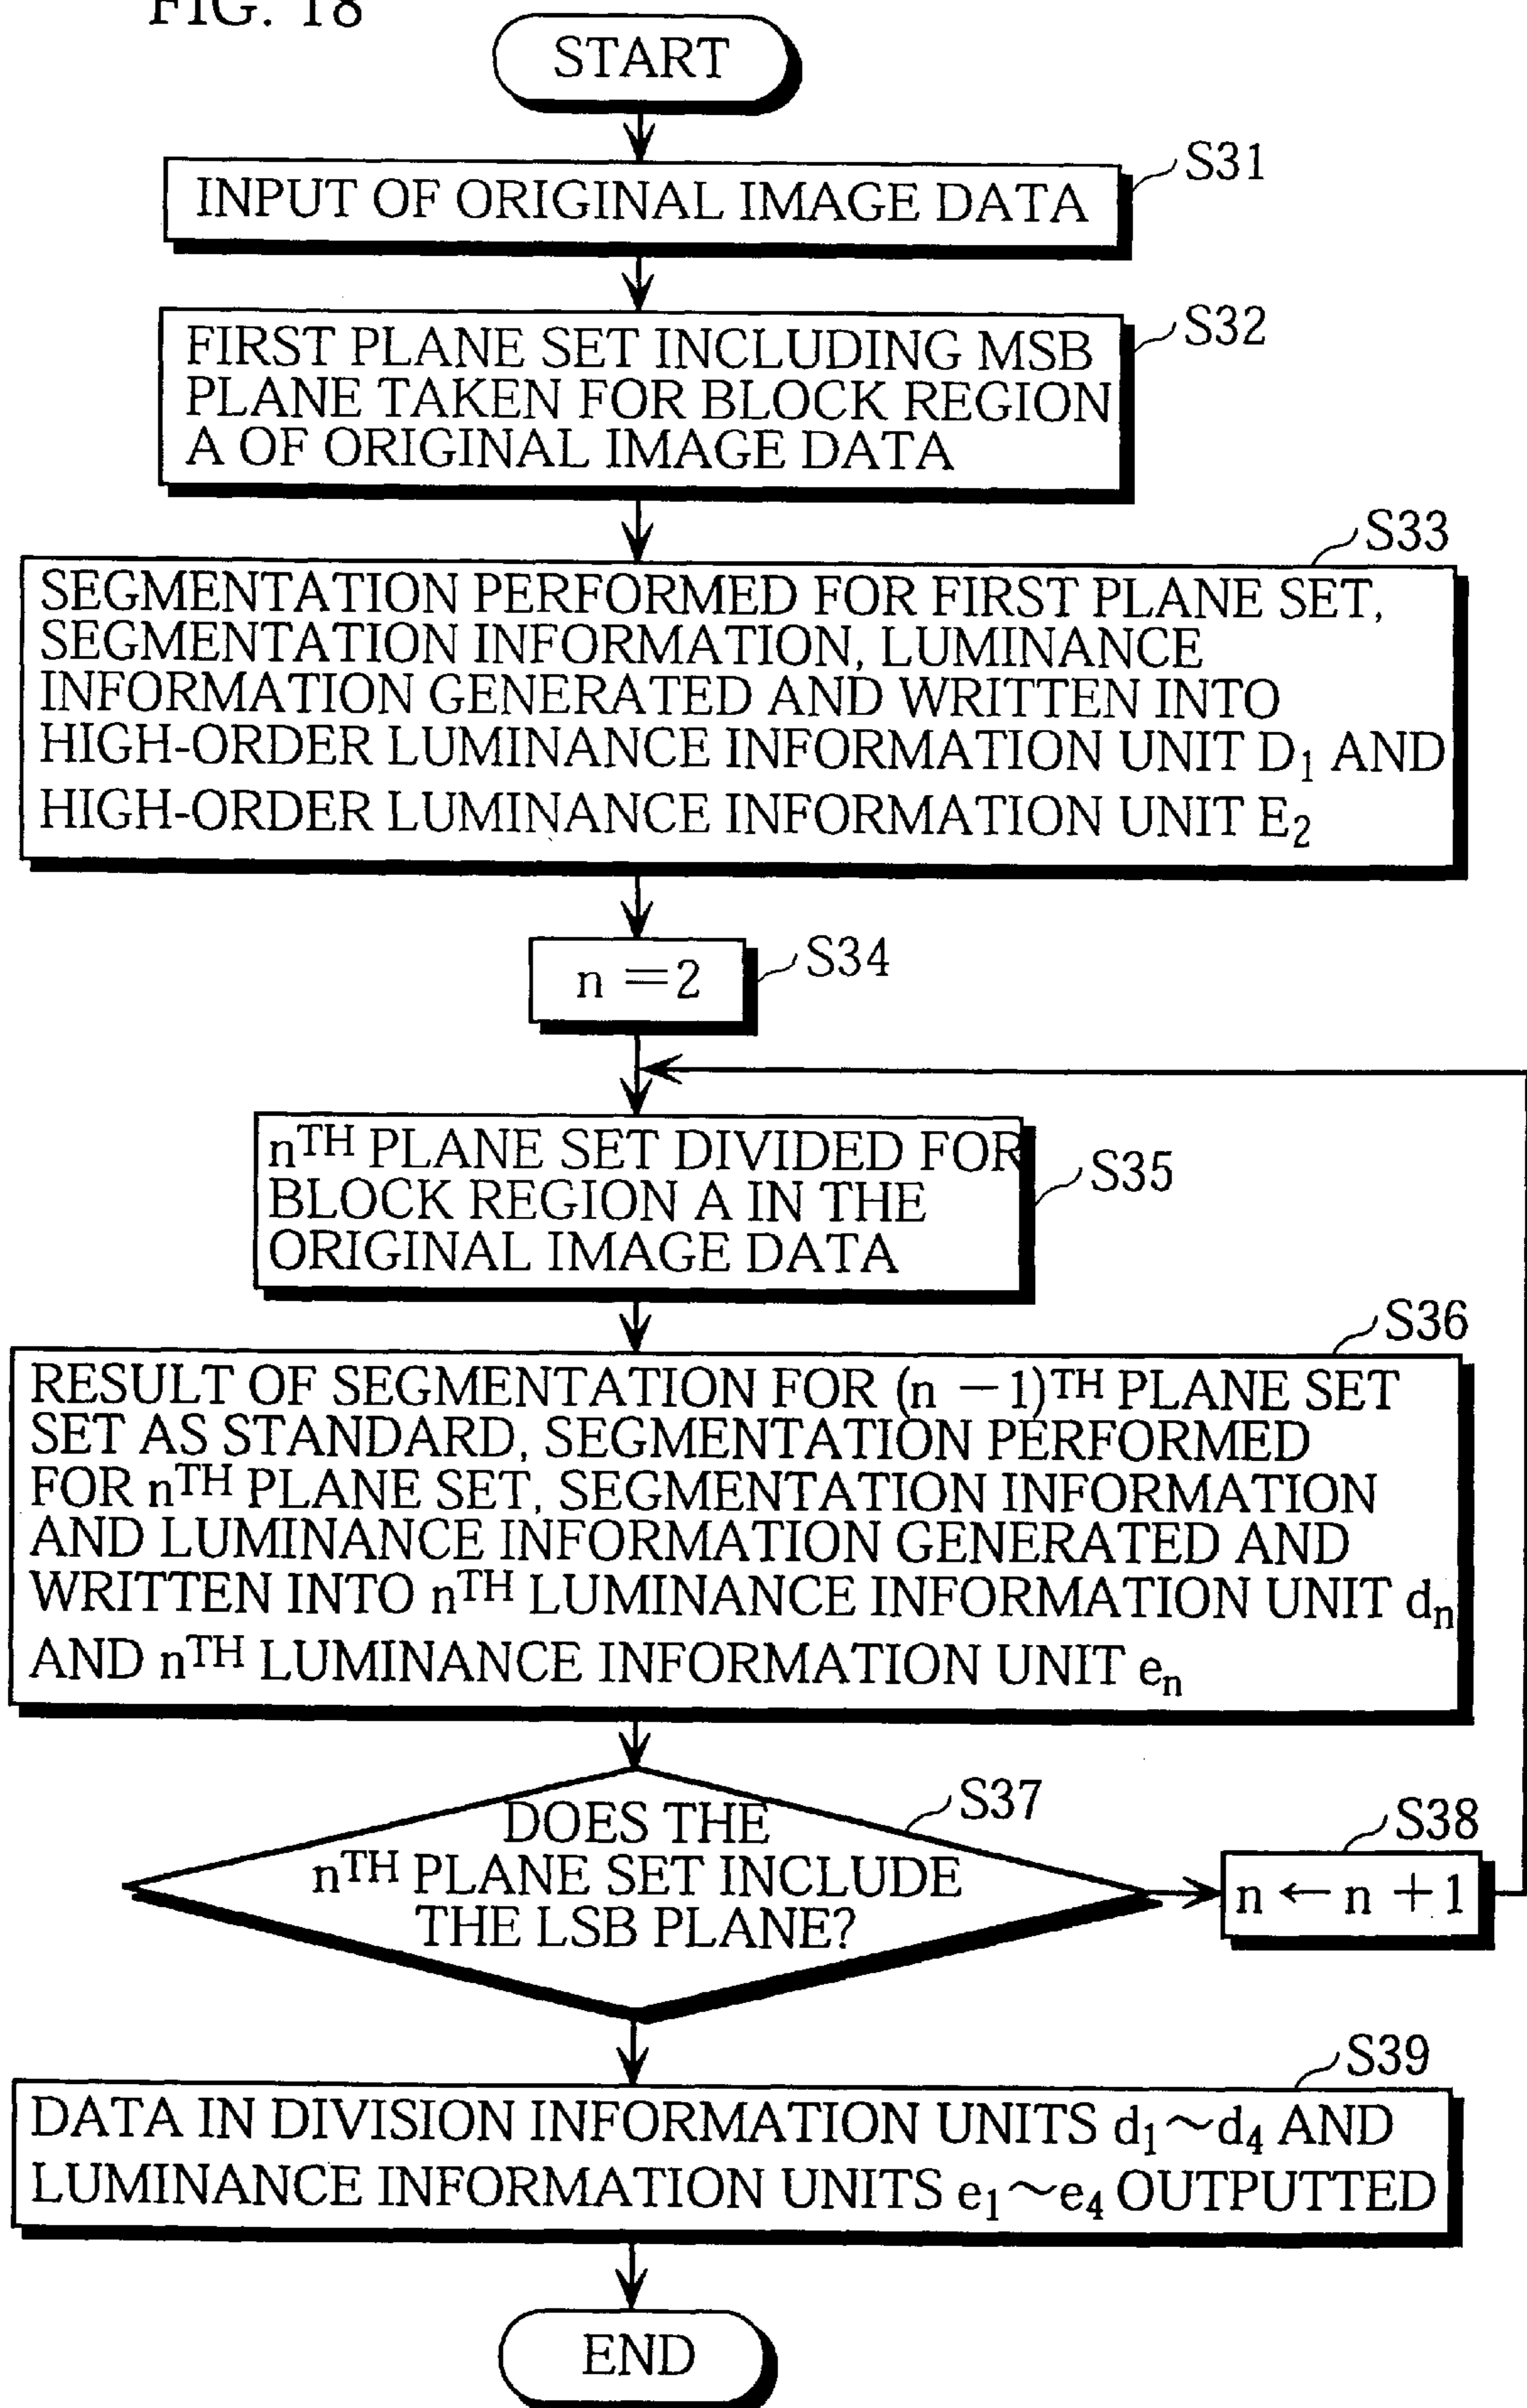 FIG. 18
START
S31
INPUT OF ORIGINAL IMAGE DATA
S32
FIRST PLANE SET INCLUDING MSB
PLANE TAKEN FOR BLOCK REGION
A OF ORIGINAL IMAGE DATA
S33
SEGMENTATION PERFORMED FOR FIRST PLANE SET,
SEGMENTATION INFORMATION, LUMINANCE
INFORMATION GENERATED AND WRITTEN INTO
HIGH-ORDER LUMINANCE INFORMATION UNIT D₁ AND
HIGH-ORDER LUMINANCE INFORMATION UNIT E₂
S34
n =2
nTH PLANE SET DIVIDED FOR
BLOCK REGION A IN THE
ORIGINAL IMAGE DATA
S35
S36
RESULT OF SEGMENTATION FOR (n −1)TH PLANE SET
SET AS STANDARD, SEGMENTATION PERFORMED
FOR nTH PLANE SET, SEGMENTATION INFORMATION
AND LUMINANCE INFORMATION GENERATED AND
WRITTEN INTO nTH LUMINANCE INFORMATION UNIT dₙ
AND nTH LUMINANCE INFORMATION UNIT eₙ
S37
DOES THE
nTH PLANE SET INCLUDE
THE LSB PLANE?
S38
n ← n +1
S39
DATA IN DIVISION INFORMATION UNITS d₁～d₄ AND
LUMINANCE INFORMATION UNITS e₁～e₄ OUTPUTTED
END